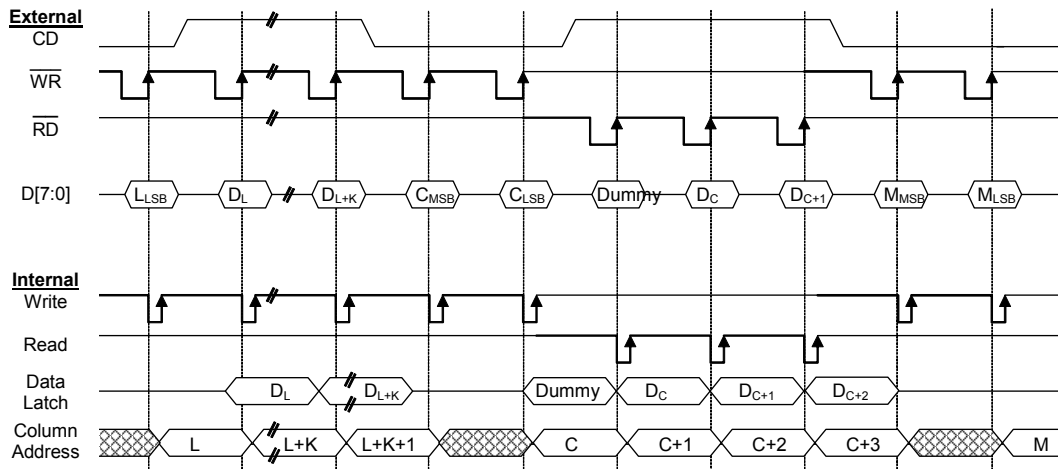 External
CD
WR
RD
D[7:0] LLSB DL DL+K CMSB CLSB Dummy DC DC+1 MMSB MLSB
Internal
Write
Read
Data Latch DL DL+K Dummy DC DC+1 DC+2
Column Address L L+K L+K+1 C C+1 C+2 C+3 M